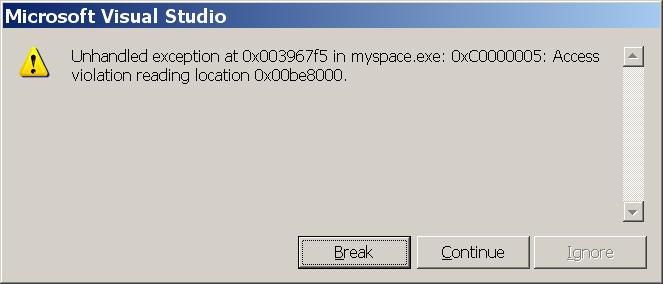 Microsoft Visual Studio
Unhandled exception at 0x003967f5 in myspace.exe: 0xC0000005: Access
violation reading location 0x00be8000.
Break Continue Ignore